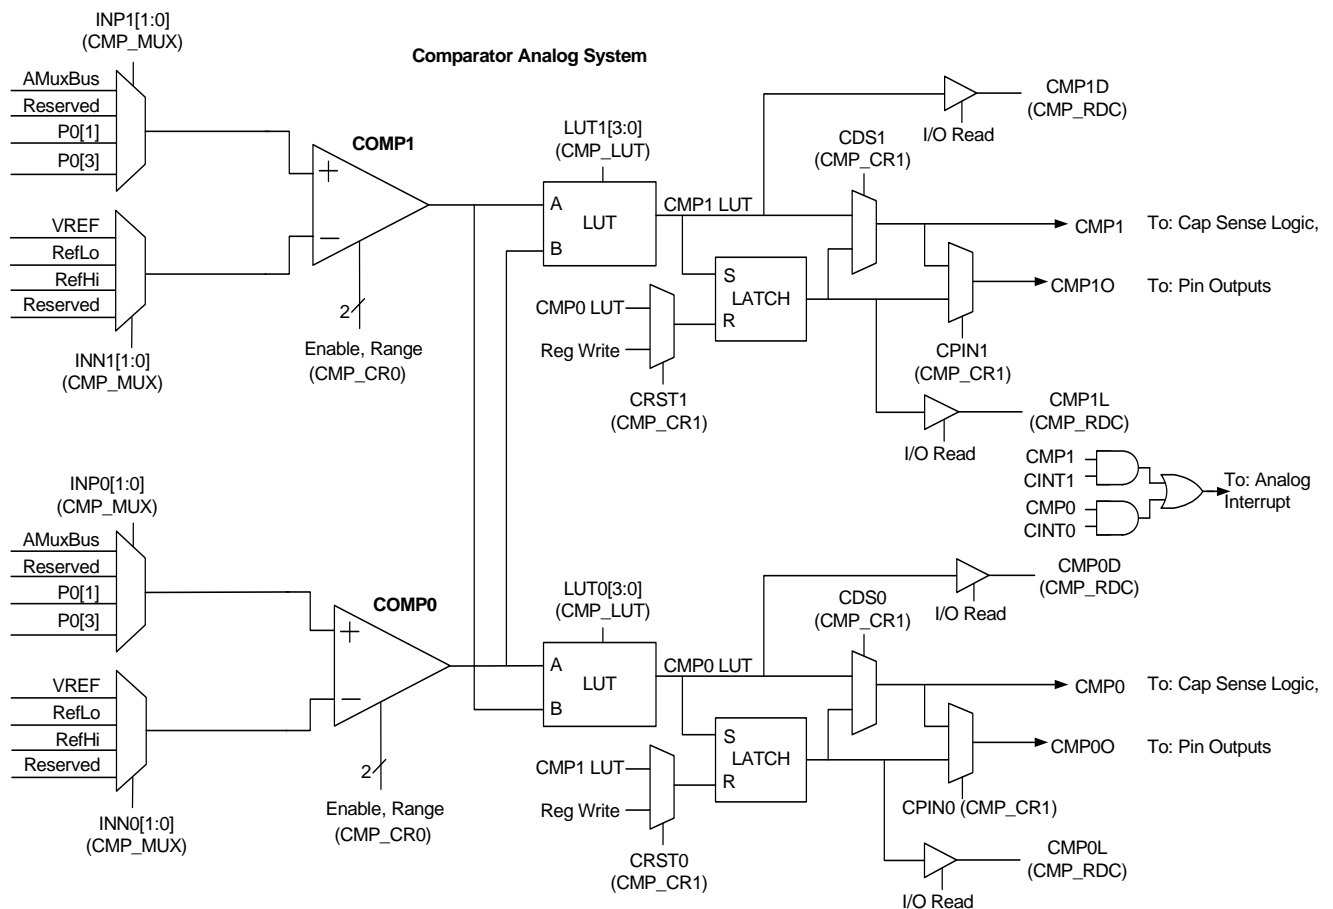 INP1[1:0]
(CMP_MUX)
Comparator Analog System
AMuxBus
Reserved
P0[1]
P0[3]
COMP1
LUT1[3:0]
(CMP_LUT)
CDS1
(CMP_CR1)
I/O Read
CMP1D
(CMP_RDC)
+
−
A
B
LUT
CMP1 LUT
VREF
RefLo
RefHi
Reserved
INN1[1:0]
(CMP_MUX)
2
Enable, Range
(CMP_CR0)
CMP0 LUT
Reg Write
S
R
LATCH
CRST1
(CMP_CR1)
CMP1
To: Cap Sense Logic,
CMP1O
To: Pin Outputs
CPIN1
(CMP_CR1)
I/O Read
CMP1L
(CMP_RDC)
CMP1
CINT1
CMP0
CINT0
To: Analog
Interrupt
INP0[1:0]
(CMP_MUX)
AMuxBus
Reserved
P0[1]
P0[3]
COMP0
LUT0[3:0]
(CMP_LUT)
CDS0
(CMP_CR1)
I/O Read
CMP0D
(CMP_RDC)
+
−
A
B
LUT
CMP0 LUT
VREF
RefLo
RefHi
Reserved
INN0[1:0]
(CMP_MUX)
2
Enable, Range
(CMP_CR0)
CMP1 LUT
Reg Write
S
R
LATCH
CRST0
(CMP_CR1)
CMP0
To: Cap Sense Logic,
CMP0O
To: Pin Outputs
CPIN0 (CMP_CR1)
I/O Read
CMP0L
(CMP_RDC)